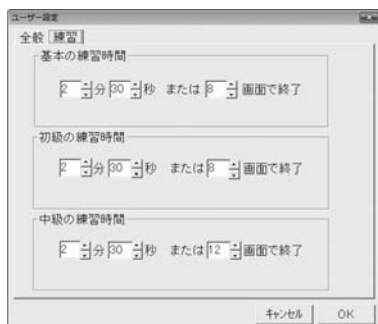 ユーザー設定
全般 練習
基本の練習時間
2 分 30 秒 または 8 画面で終了
初級の練習時間
2 分 30 秒 または 8 画面で終了
中級の練習時間
2 分 30 秒 または 12 画面で終了
キャンセル OK